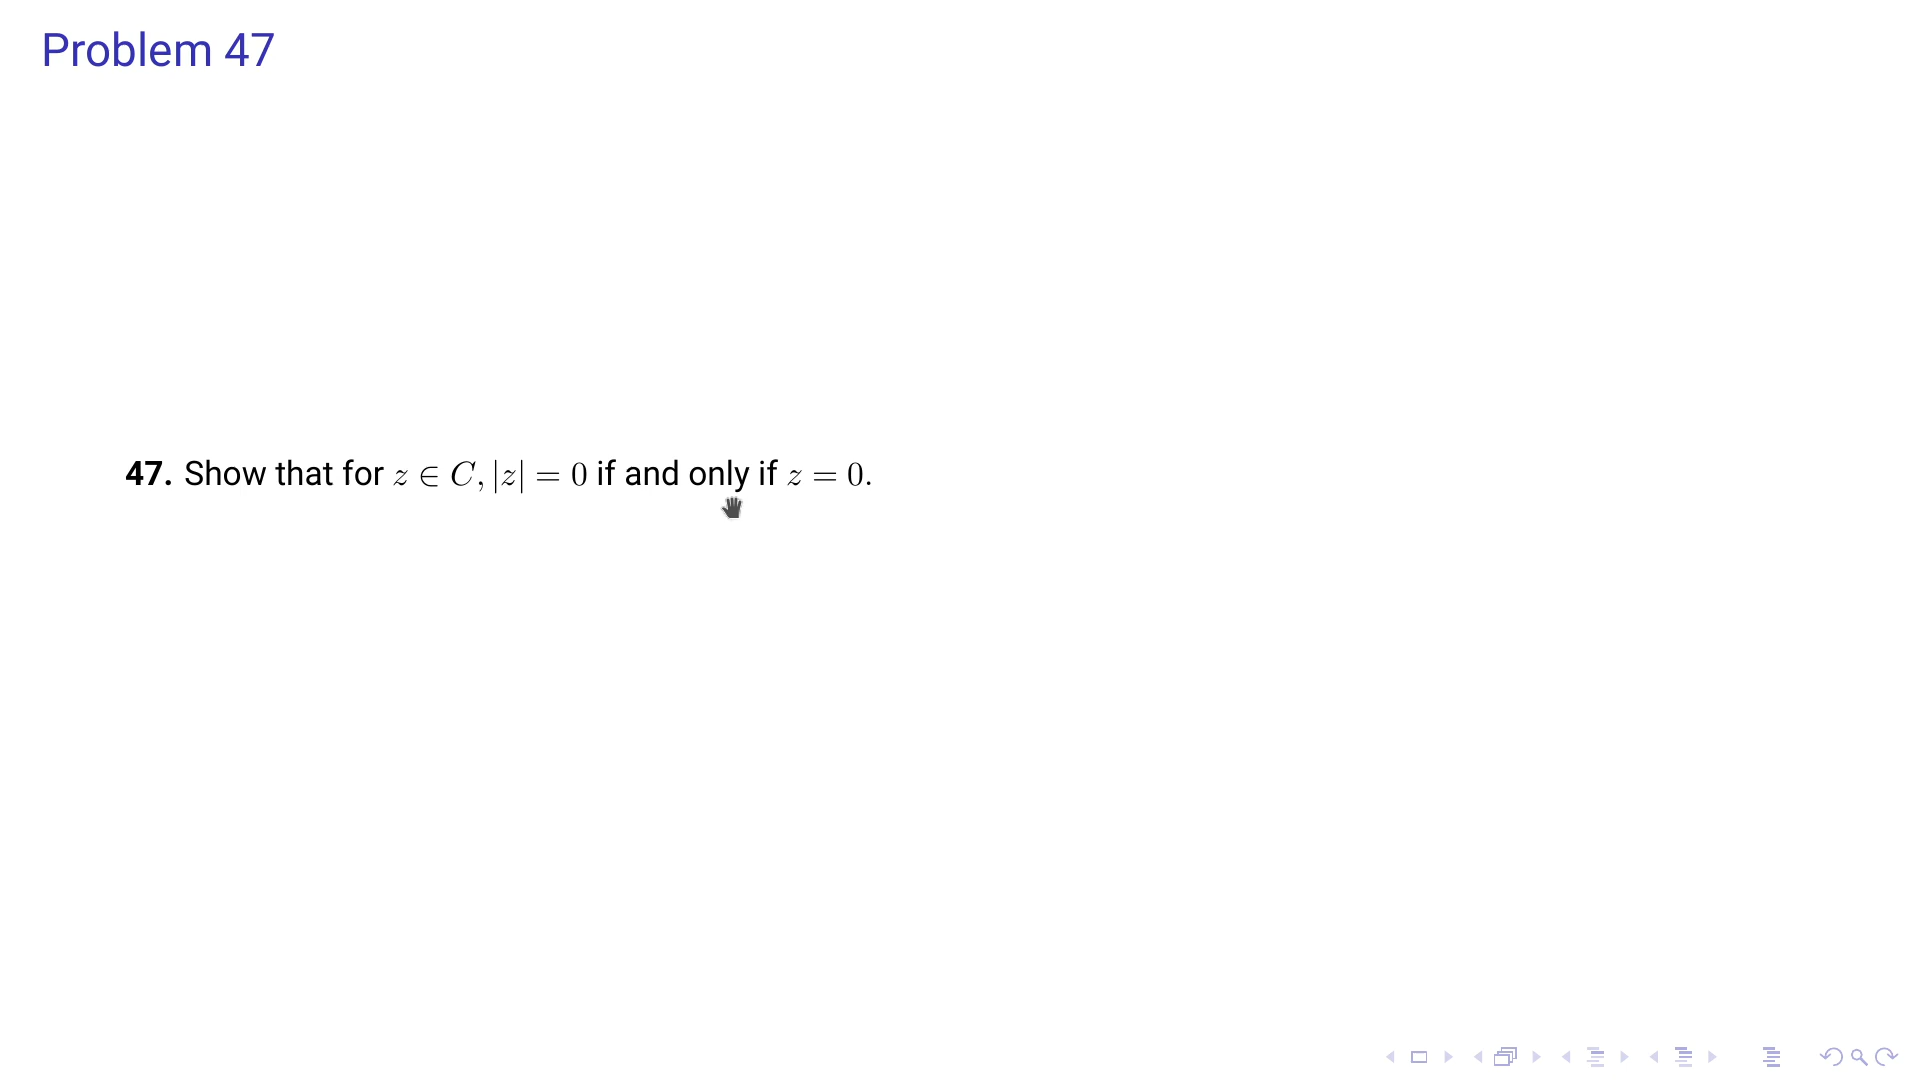 Problem 47
47. Show that for z ∈ C, |z| = 0 if and only if z = 0.